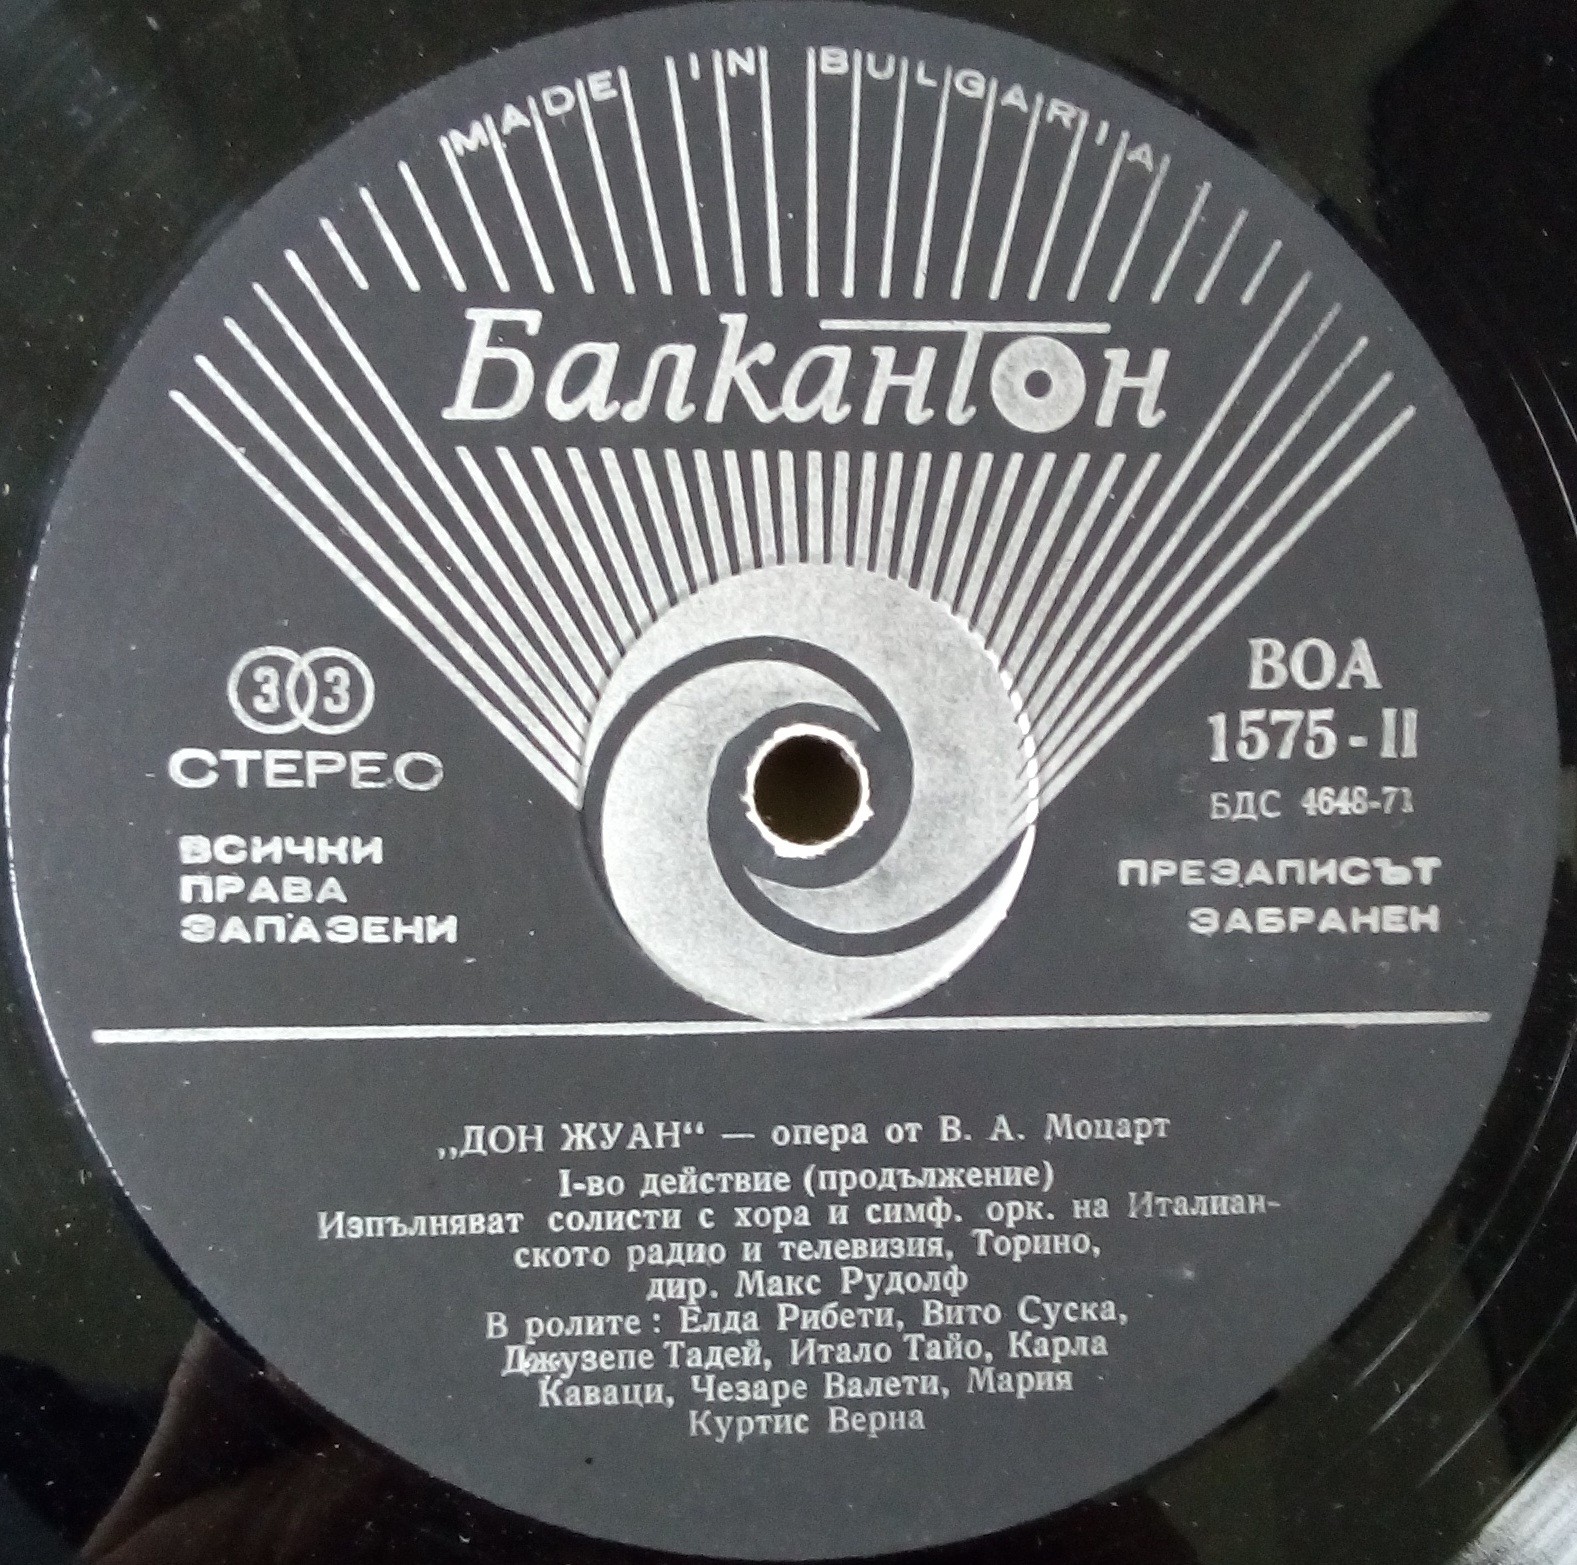 MADE IN BULGARIA
Балкантон
33
СТЕРЕО
ВСИЧКИ
ПРАВА
ЗАПАЗЕНИ
ВОА
1575-II
БДС 4648-71
ПРЕЗАПИСЪТ
ЗАБРАНЕН
„ДОН ЖУАН“ — опера от В. А. Моцарт
I-во действие (продължение)
Изпълняват солисти с хора и симф. орк. на Италиан-
ското радио и телевизия, Торино,
дир. Макс Рудолф
В ролите: Елда Рибети, Вито Суска,
Джузепе Тадей, Итало Тайо, Карла
Каваци, Чезаре Валети, Мария
Куртис Верна